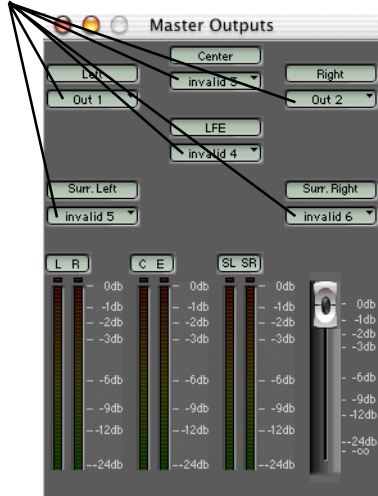 Master Outputs
Center
Left
invalid 3
Right
Out 1
Out 2
LFE
invalid 4
Surr. Left
Surr. Right
invalid 5
invalid 6
L R
C E
SL SR
0db
-1db
-2db
-3db
-6db
-9db
-12db
-24db
0db
-1db
-2db
-3db
-6db
-9db
-12db
-24db
0db
-1db
-2db
-3db
-6db
-9db
-12db
-24db
0db
-1db
-2db
-3db
-6db
-9db
-12db
-24db
-∞